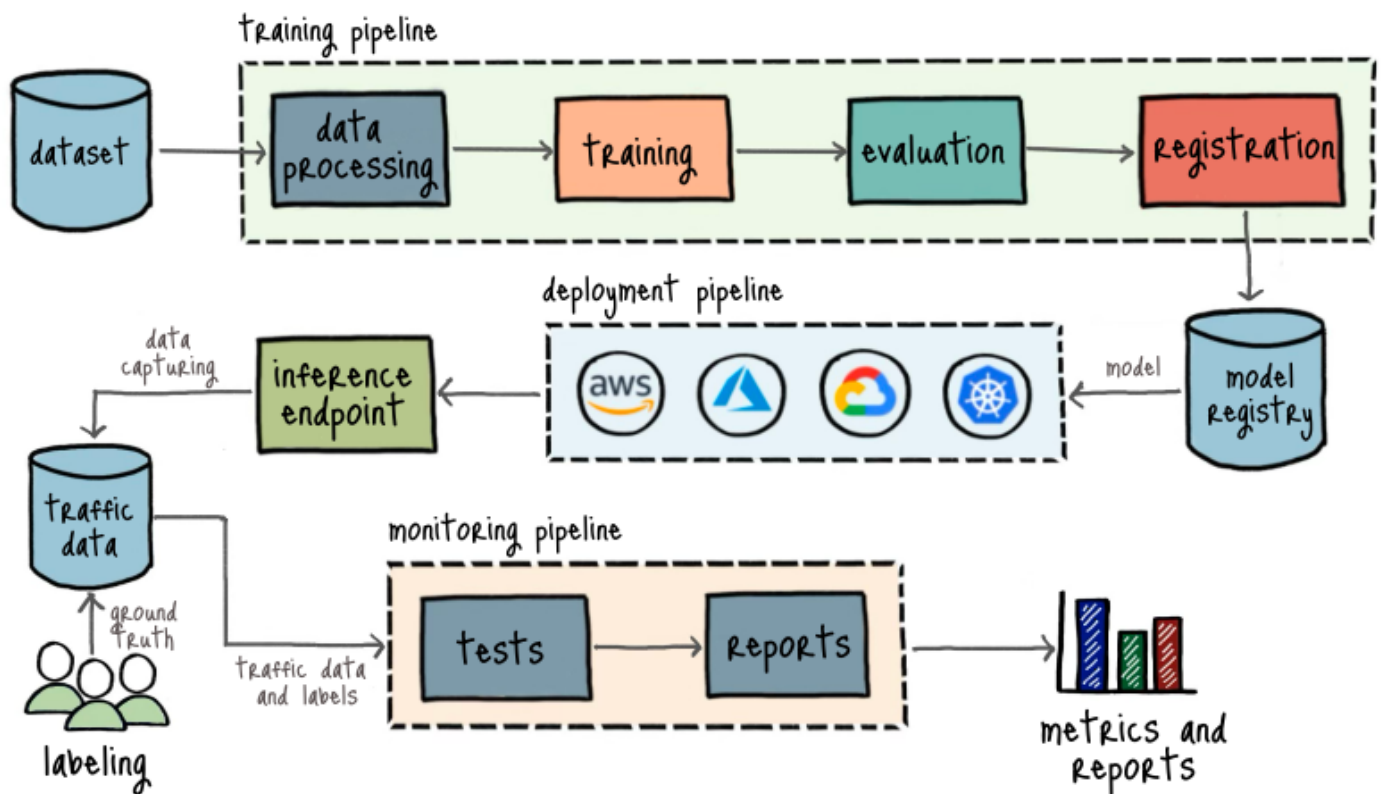 training pipeline
dataset
data
processing
training
evaluation
registration
deployment pipeline
data
capturing
inference
endpoint
aws
model
model
registry
traffic
data
monitoring pipeline
ground
truth
tests
reports
traffic data
and labels
labeling
metrics and
reports